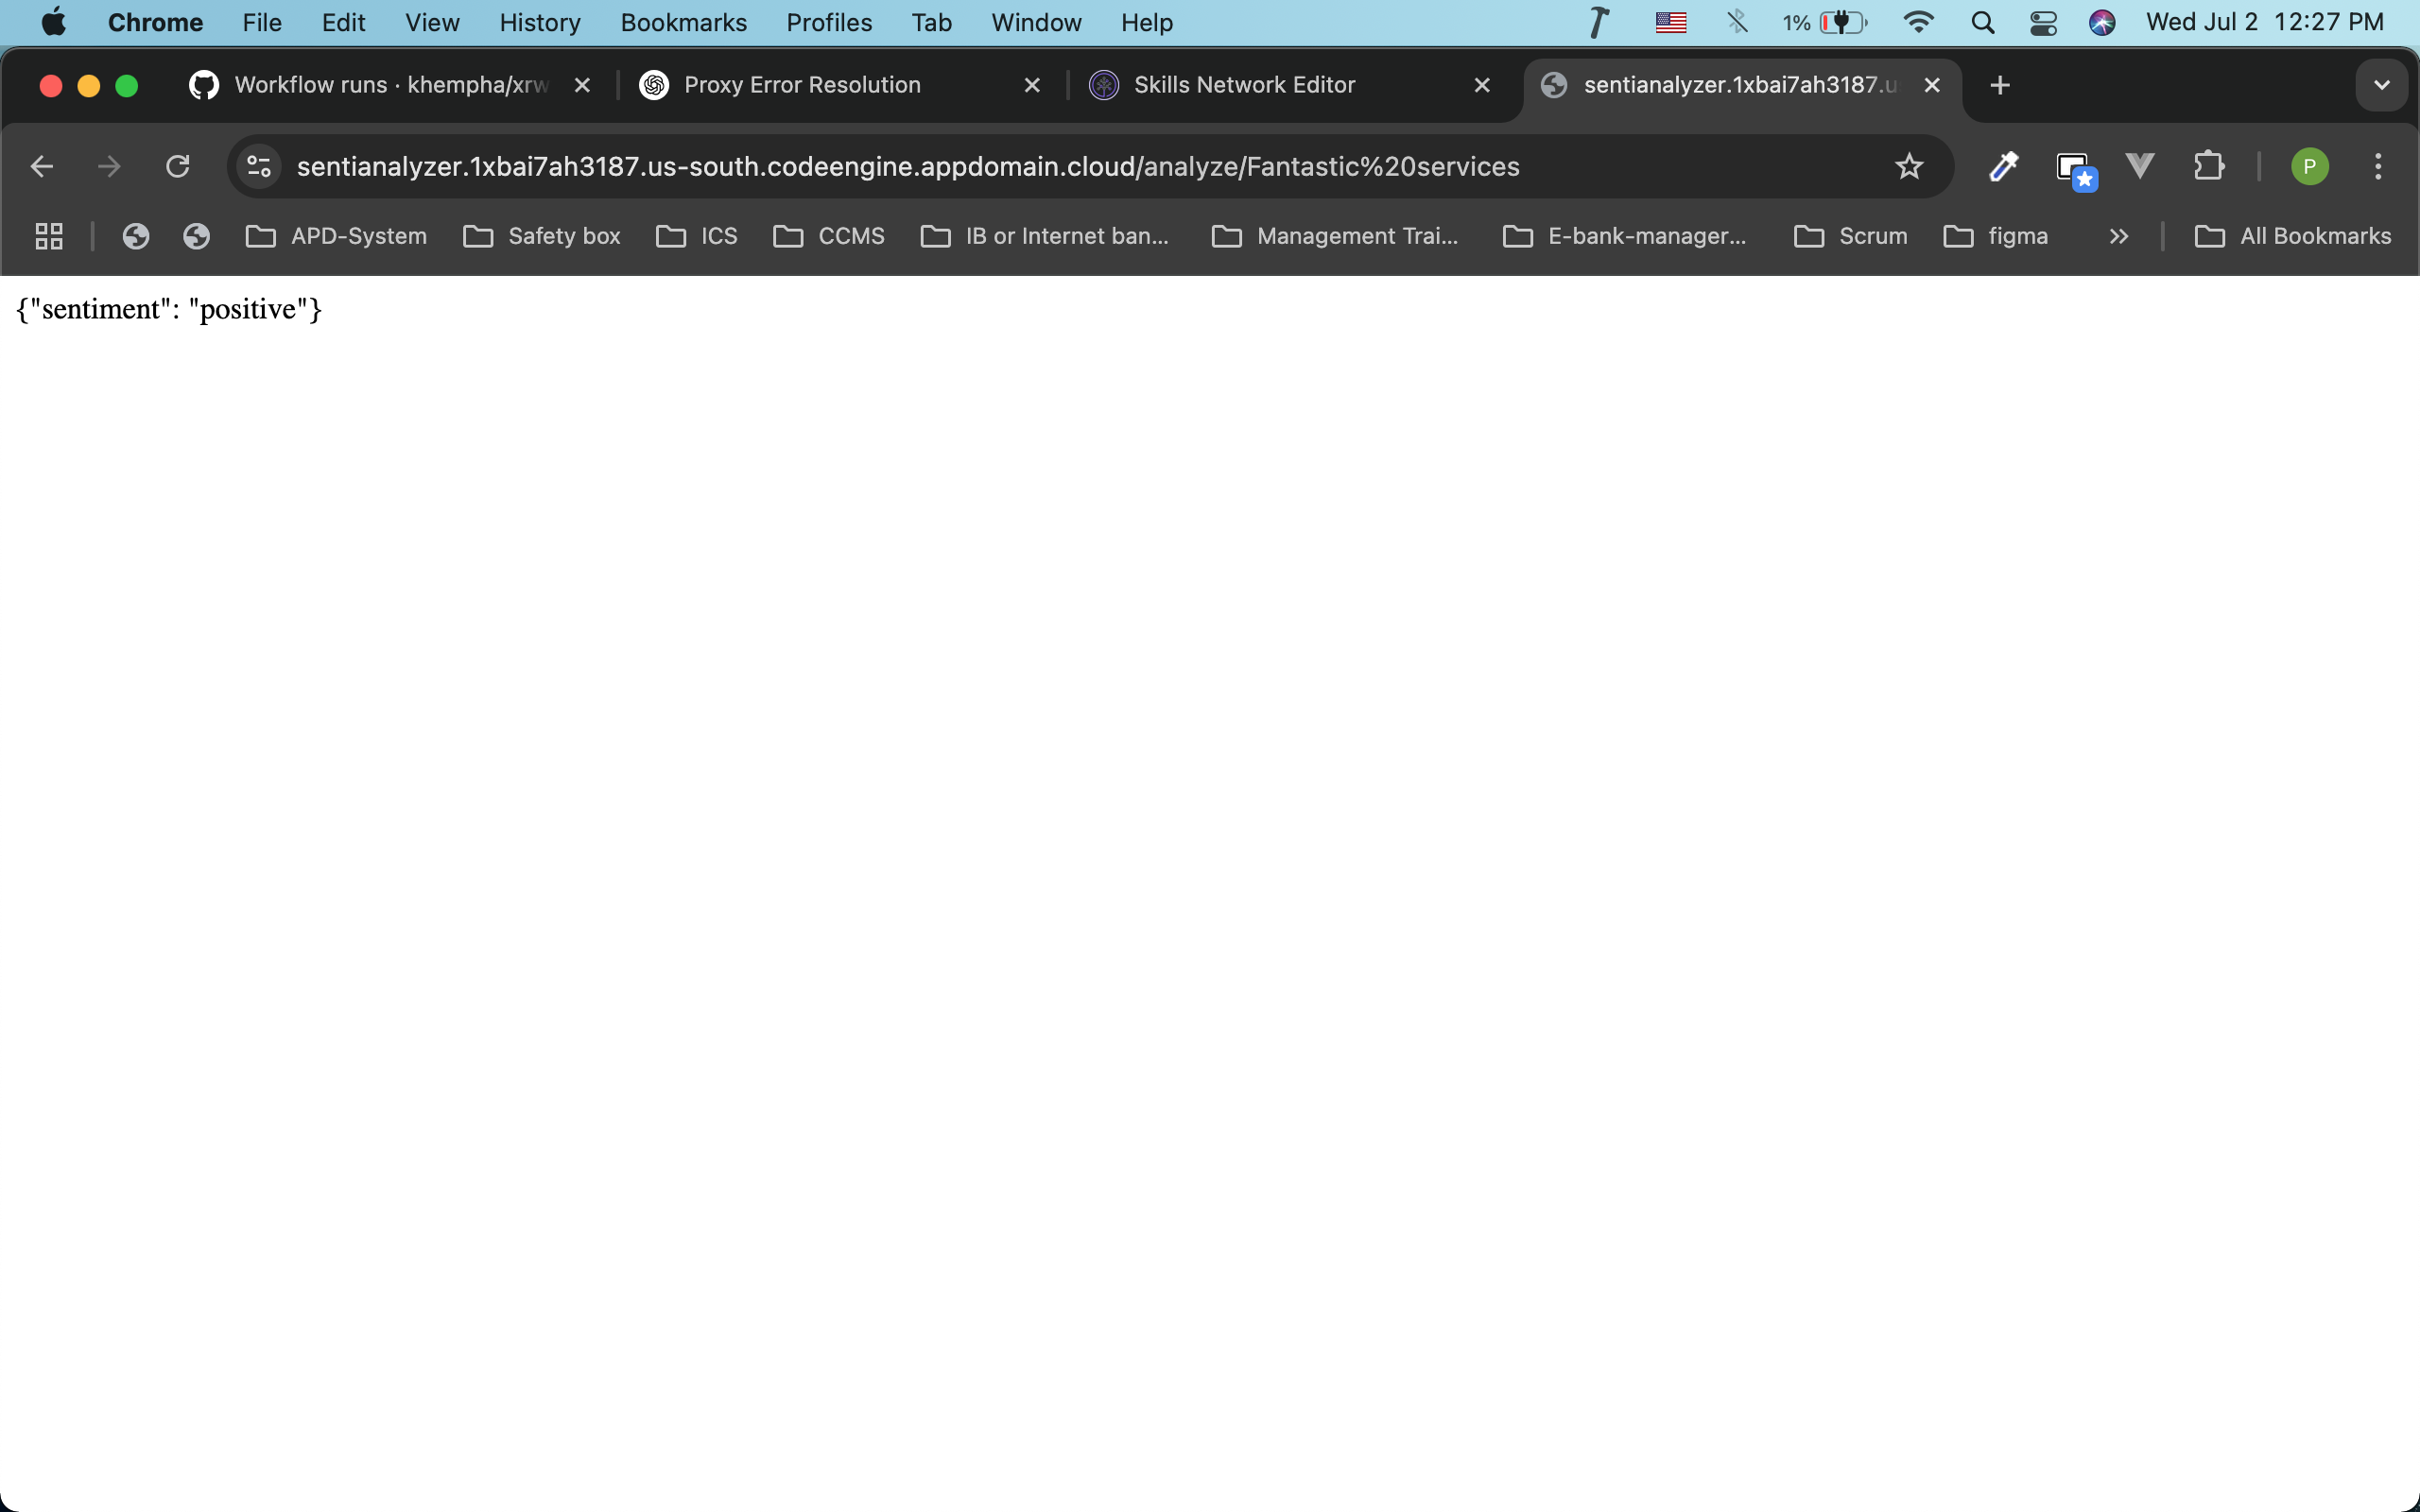 Chrome File Edit View History Bookmarks Profiles Tab Window Help 1% Wed Jul 2 12:27 PM
Workflow runs · khempha/xrw Proxy Error Resolution Skills Network Editor sentianalyzer.1xbai7ah3187.u
sentianalyzer.1xbai7ah3187.us-south.codeengine.appdomain.cloud/analyze/Fantastic%20services P
APD-System Safety box ICS CCMS IB or Internet ban... Management Trai... E-bank-manager... Scrum figma All Bookmarks
{"sentiment": "positive"}